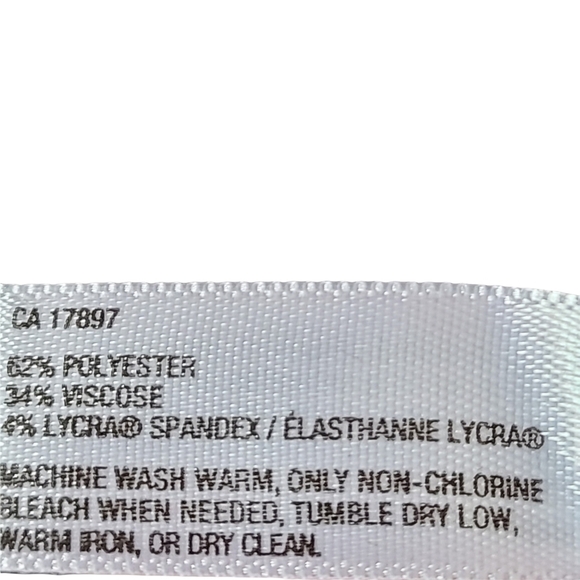 CA 17897
62% POLYESTER
34% VISCOSE
4% LYCRA® SPANDEX / ÉLASTHANNE LYCRA®
MACHINE WASH WARM, ONLY NON-CHLORINE
BLEACH WHEN NEEDED, TUMBLE DRY LOW,
WARM IRON, OR DRY CLEAN.